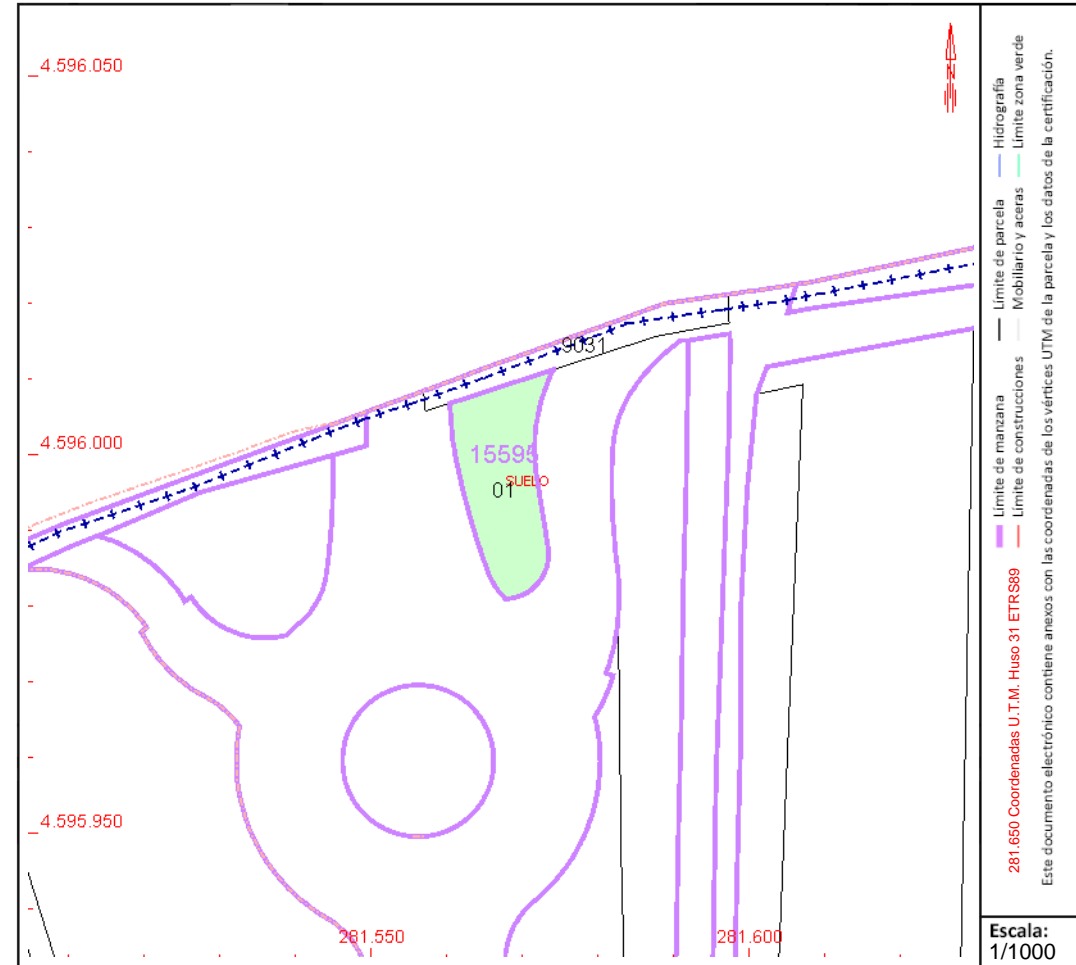 4.596.050
N
9031
4.596.000
15595
SUELO
01
4.595.950
281.550
281.600
Límite de manzana
Límite de parcela
Hidrografía
Límite de construcciones
Mobiliario y aceras
Límite zona verde
281.650 Coordenadas U.T.M. Huso 31 ETRS89
Este documento electrónico contiene anexos con las coordenadas de los vértices UTM de la parcela y los datos de la certificación.
Escala:
1/1000